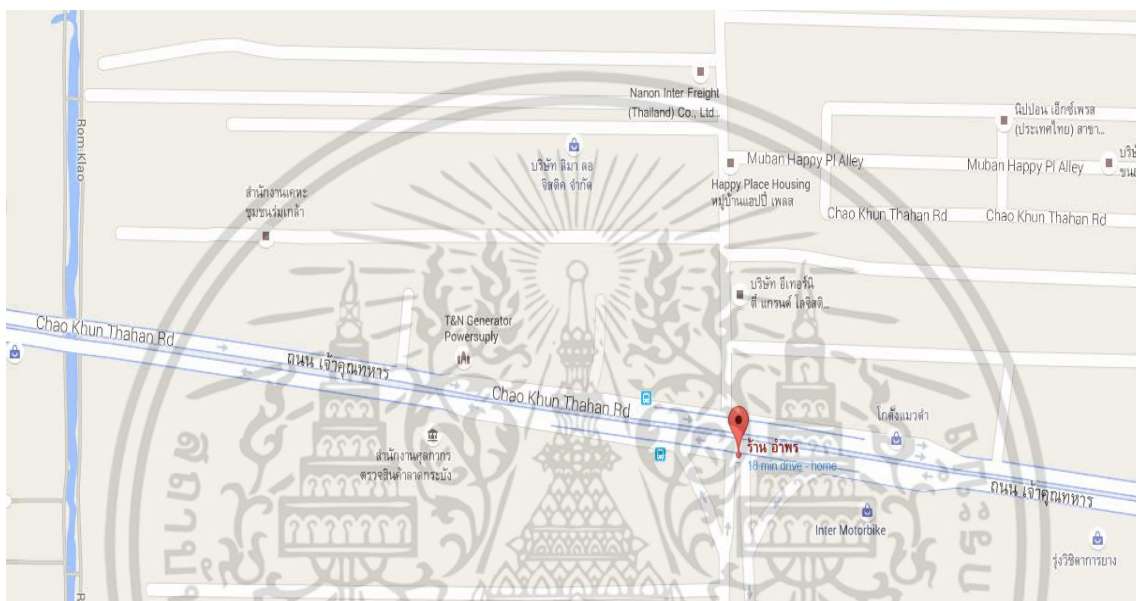 Nanon Inter Freight
(Thailand) Co., Ltd..
นิปปอน เอ็กซ์เพรส
(ประเทศไทย) สาขา...
Rom Klao
บริษัท ลิมา ลอ
จิสติค จำกัด
Muban Happy Pl Alley
Muban Happy Pl Alley
Happy Place Housing
หมู่บ้านแฮปปี้ เพลส
สำนักงานเคหะ
ชุมชนร่มเกล้า
Chao Khun Thahan Rd
Chao Khun Thahan Rd
บริษัท อีเทอร์นิ
ตี้ แกรนด์ โลจิสติ...
T&N Generator
Powersuply
Chao Khun Thahan Rd
ถนน เจ้าคุณทหาร
Chao Khun Thahan Rd
โกดังแมวดำ
ร้าน อำพร
18 min drive - home
สำนักงานศุลกากร
ตรวจสินค้าลาดกระบัง
ถนน เจ้าคุณทหาร
Inter Motorbike
รุ่งวิชิตาการยาง